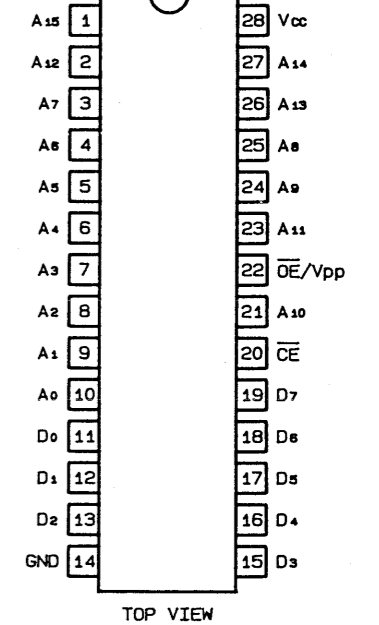 A15 1 28 Vcc
A12 2 27 A14
A7 3 26 A13
A6 4 25 A8
A5 5 24 A9
A4 6 23 A11
A3 7 22 OE/Vpp
A2 8 21 A10
A1 9 20 CE
A0 10 19 D7
D0 11 18 D6
D1 12 17 D5
D2 13 16 D4
GND 14 15 D3
TOP VIEW